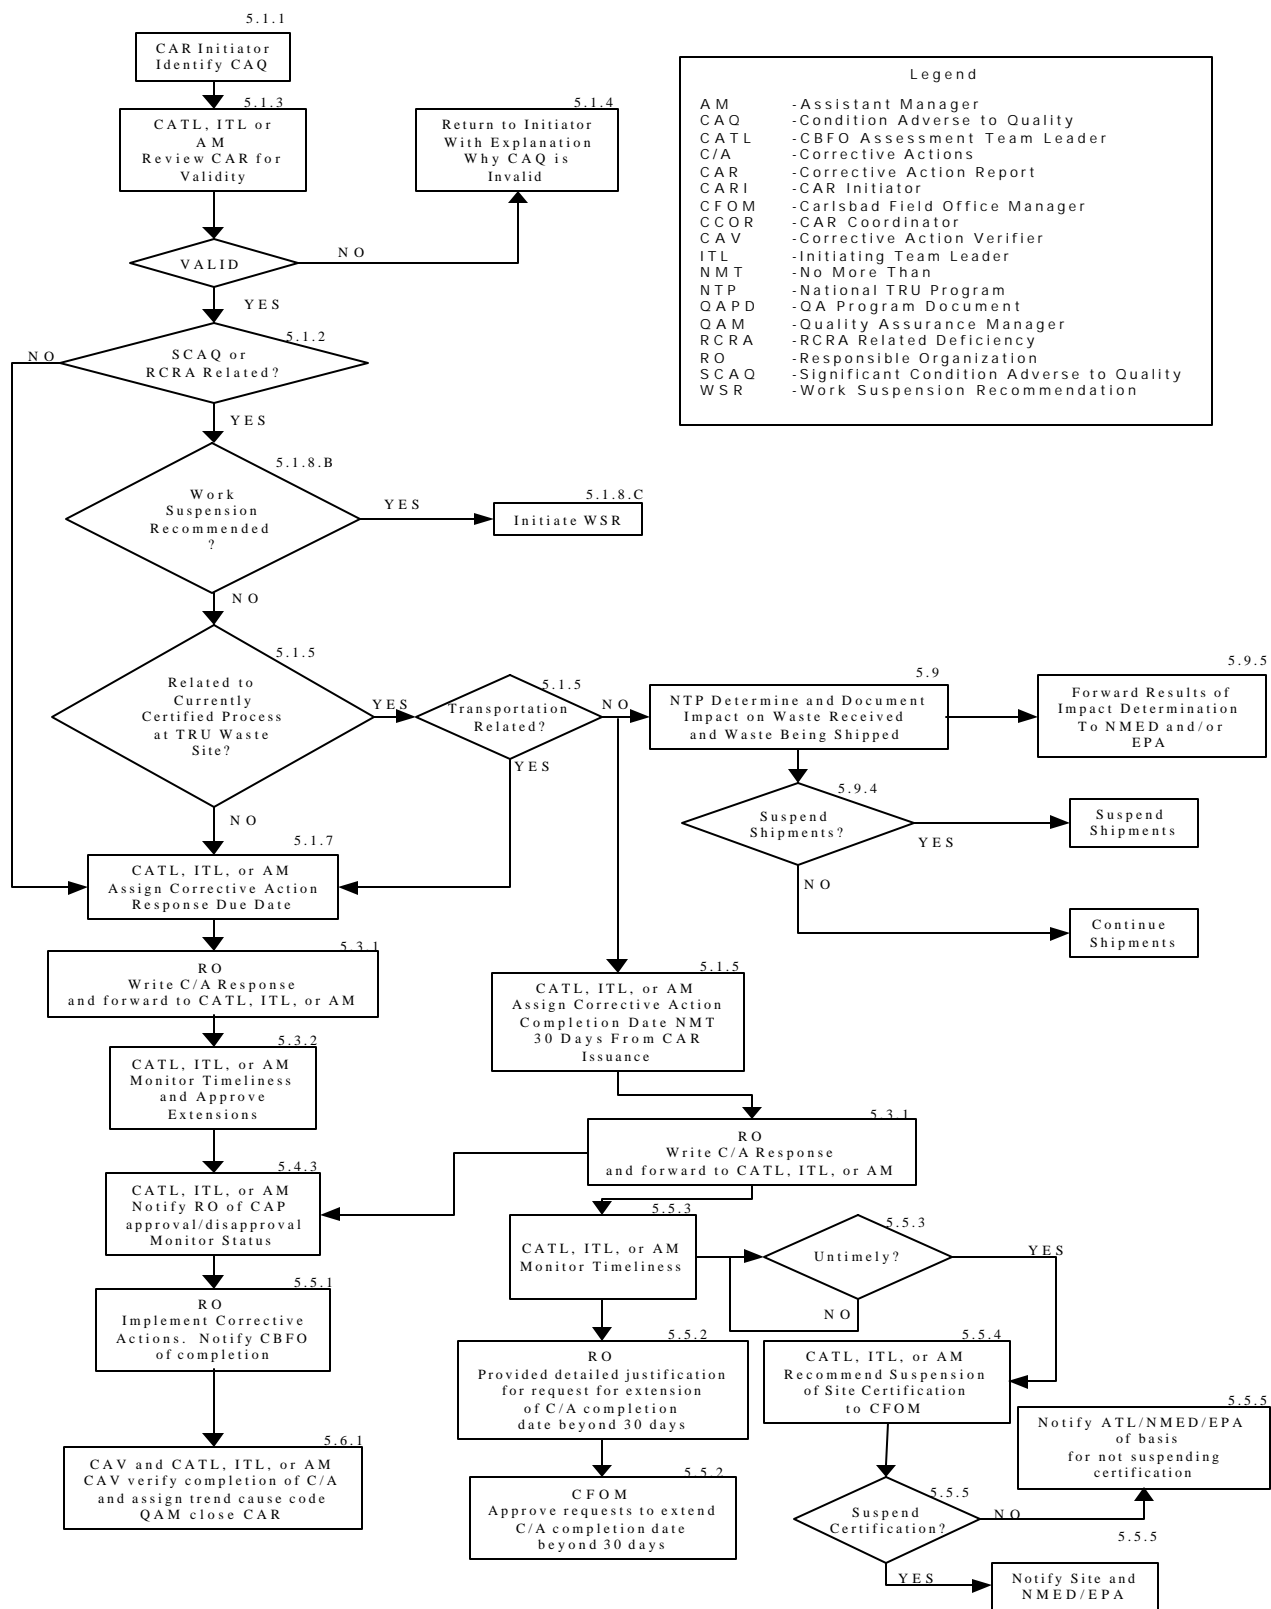 5.1.1
CAR Initiator
Identify CAQ
5.1.3
CATL, ITL or
AM
Review CAR for
Validity
5.1.4
Return to Initiator
With Explanation
Why CAQ is
Invalid
Legend
AM -Assistant Manager
CAQ -Condition Adverse to Quality
CATL -CBFO Assessment Team Leader
C/A -Corrective Actions
CAR -Corrective Action Report
CARI -CAR Initiator
CFOM -Carlsbad Field Office Manager
CCOR -CAR Coordinator
CAV -Corrective Action Verifier
ITL -Initiating Team Leader
NMT -No More Than
NTP -National TRU Program
QAPD -QA Program Document
QAM -Quality Assurance Manager
RCRA -RCRA Related Deficiency
RO -Responsible Organization
SCAQ -Significant Condition Adverse to Quality
WSR -Work Suspension Recommendation
VALID
NO
YES
5.1.2
SCAQ or
RCRA Related?
NO
YES
5.1.8.B
Work
Suspension
Recommended
?
YES
5.1.8.C
Initiate WSR
NO
5.1.5
Related to
Currently
Certified Process
at TRU Waste
Site?
YES
5.1.5
Transportation
Related?
NO
YES
5.9
NTP Determine and Document
Impact on Waste Received
and Waste Being Shipped
5.9.5
Forward Results of
Impact Determination
To NMED and/or
EPA
5.9.4
Suspend
Shipments?
YES
Suspend
Shipments
NO
Continue
Shipments
NO
5.1.7
CATL, ITL, or AM
Assign Corrective Action
Response Due Date
5.3.1
RO
Write C/A Response
and forward to CATL, ITL, or AM
5.3.2
CATL, ITL, or AM
Monitor Timeliness
and Approve
Extensions
5.4.3
CATL, ITL, or AM
Notify RO of CAP
approval/disapproval
Monitor Status
5.5.1
RO
Implement Corrective
Actions. Notify CBFO
of completion
5.6.1
CAV and CATL, ITL, or AM
CAV verify completion of C/A
and assign trend cause code
QAM close CAR
5.1.5
CATL, ITL, or AM
Assign Corrective Action
Completion Date NMT
30 Days From CAR
Issuance
5.3.1
RO
Write C/A Response
and forward to CATL, ITL, or AM
5.5.3
CATL, ITL, or AM
Monitor Timeliness
5.5.3
Untimely?
YES
NO
5.5.2
RO
Provided detailed justification
for request for extension
of C/A completion
date beyond 30 days
5.5.2
CFOM
Approve requests to extend
C/A completion date
beyond 30 days
5.5.4
CATL, ITL, or AM
Recommend Suspension
of Site Certification
to CFOM
5.5.5
Notify ATL/NMED/EPA
of basis
for not suspending
certification
5.5.5
Suspend
Certification?
NO
5.5.5
YES
Notify Site and
NMED/EPA